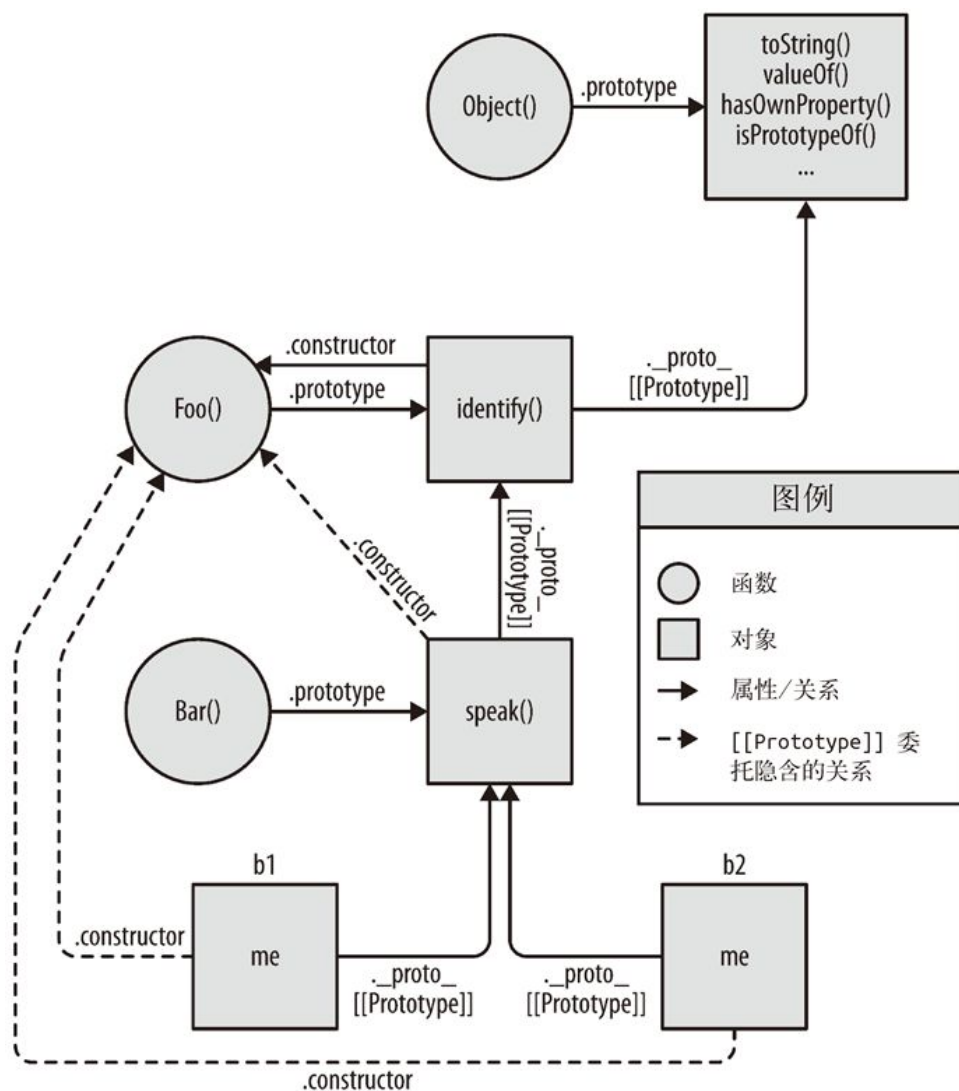 toString()
valueOf()
hasOwnProperty()
isPrototypeOf()
...
Object()
.prototype
.constructor
.prototype
Foo()
identify()
._proto_
[[Prototype]]
图例
函数
对象
属性/关系
[[Prototype]] 委
托隐含的关系
.constructor
._proto_
[[Prototype]]
Bar()
.prototype
speak()
b1
b2
.constructor
me
me
._proto_
[[Prototype]]
._proto_
[[Prototype]]
.constructor